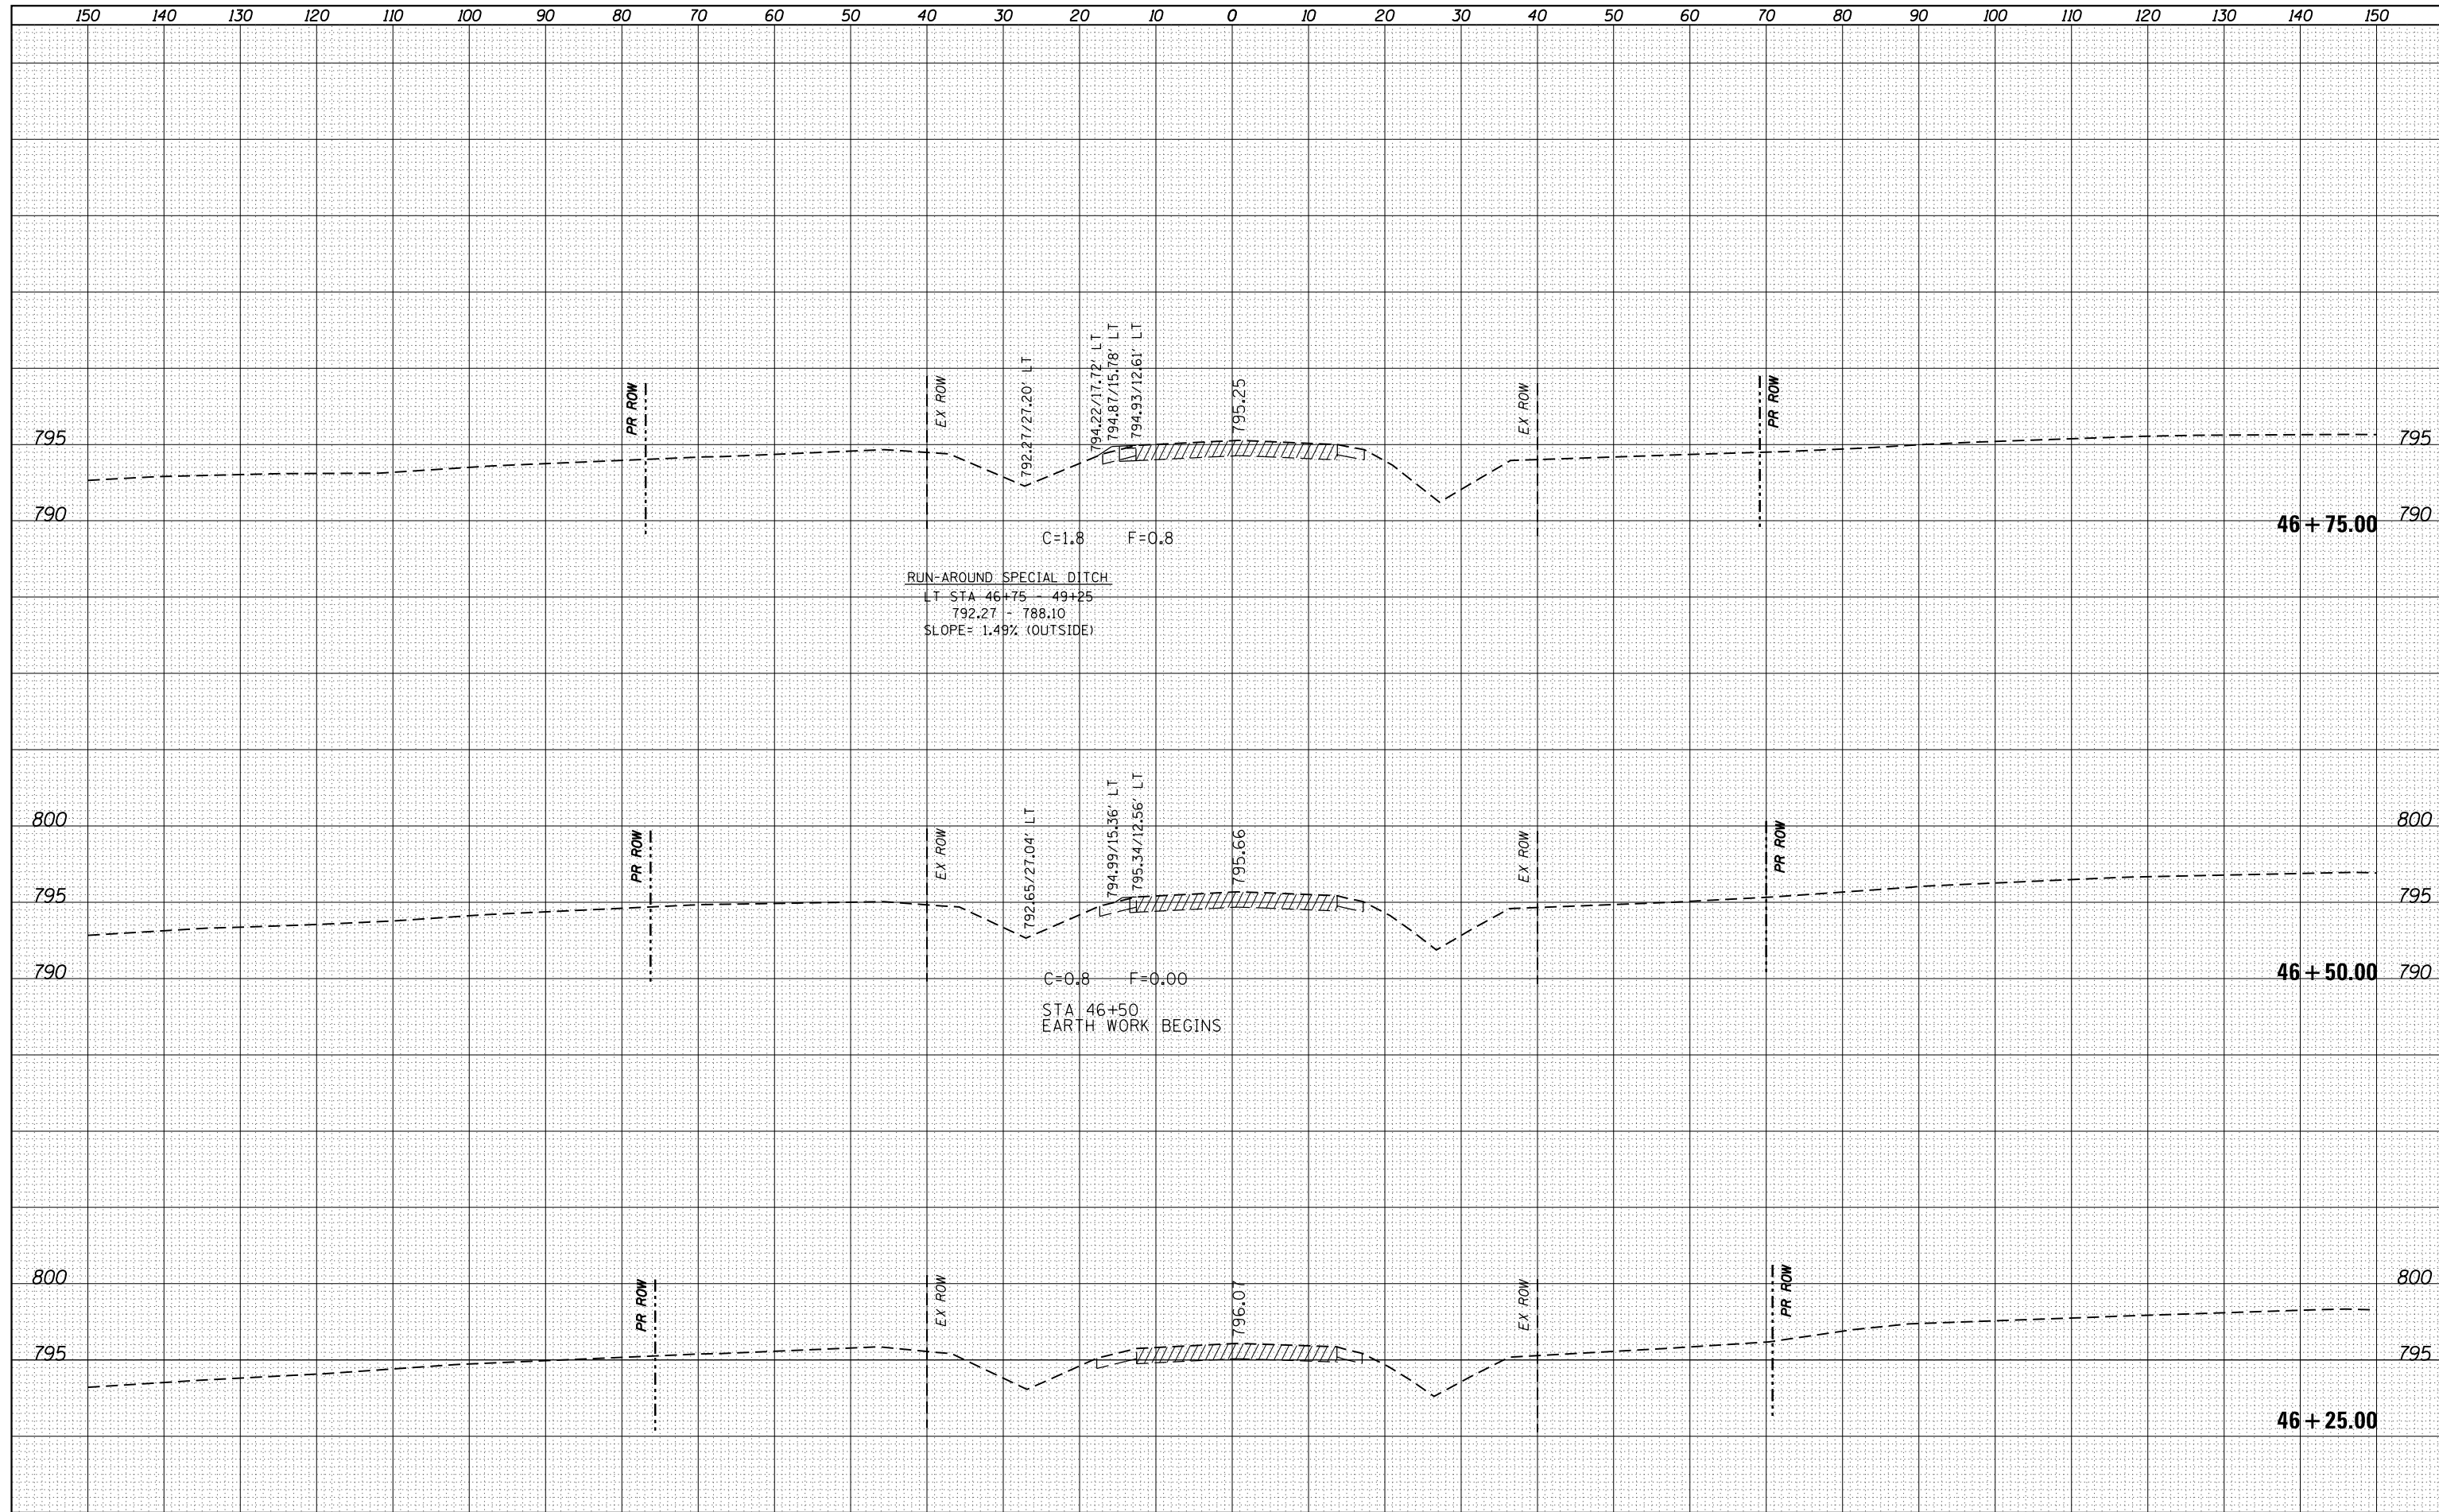 150 140 130 120 110 100 90 80 70 60 50 40 30 20 10 0 10 20 30 40 50 60 70 80 90 100 110 120 130 140 150
PR ROW
EX ROW
792.27/27.20' LT
794.22/17.72' LT
794.87/15.78' LT
794.93/12.61' LT
795.25
EX ROW
PR ROW
795 795
790 46+75.00 790
C=1.8 F=0.8
RUN-AROUND SPECIAL DITCH
LT STA 46+75 - 49+25
792.27 - 788.10
SLOPE= 1.49% (OUTSIDE)
800 800
PR ROW
EX ROW
792.65/27.04' LT
794.99/15.36' LT
795.34/12.56' LT
795.66
EX ROW
PR ROW
795 795
790 46+50.00 790
C=0.8 F=0.00
STA 46+50
EARTH WORK BEGINS
800 800
PR ROW
EX ROW
796.07
EX ROW
PR ROW
795 795
46+25.00